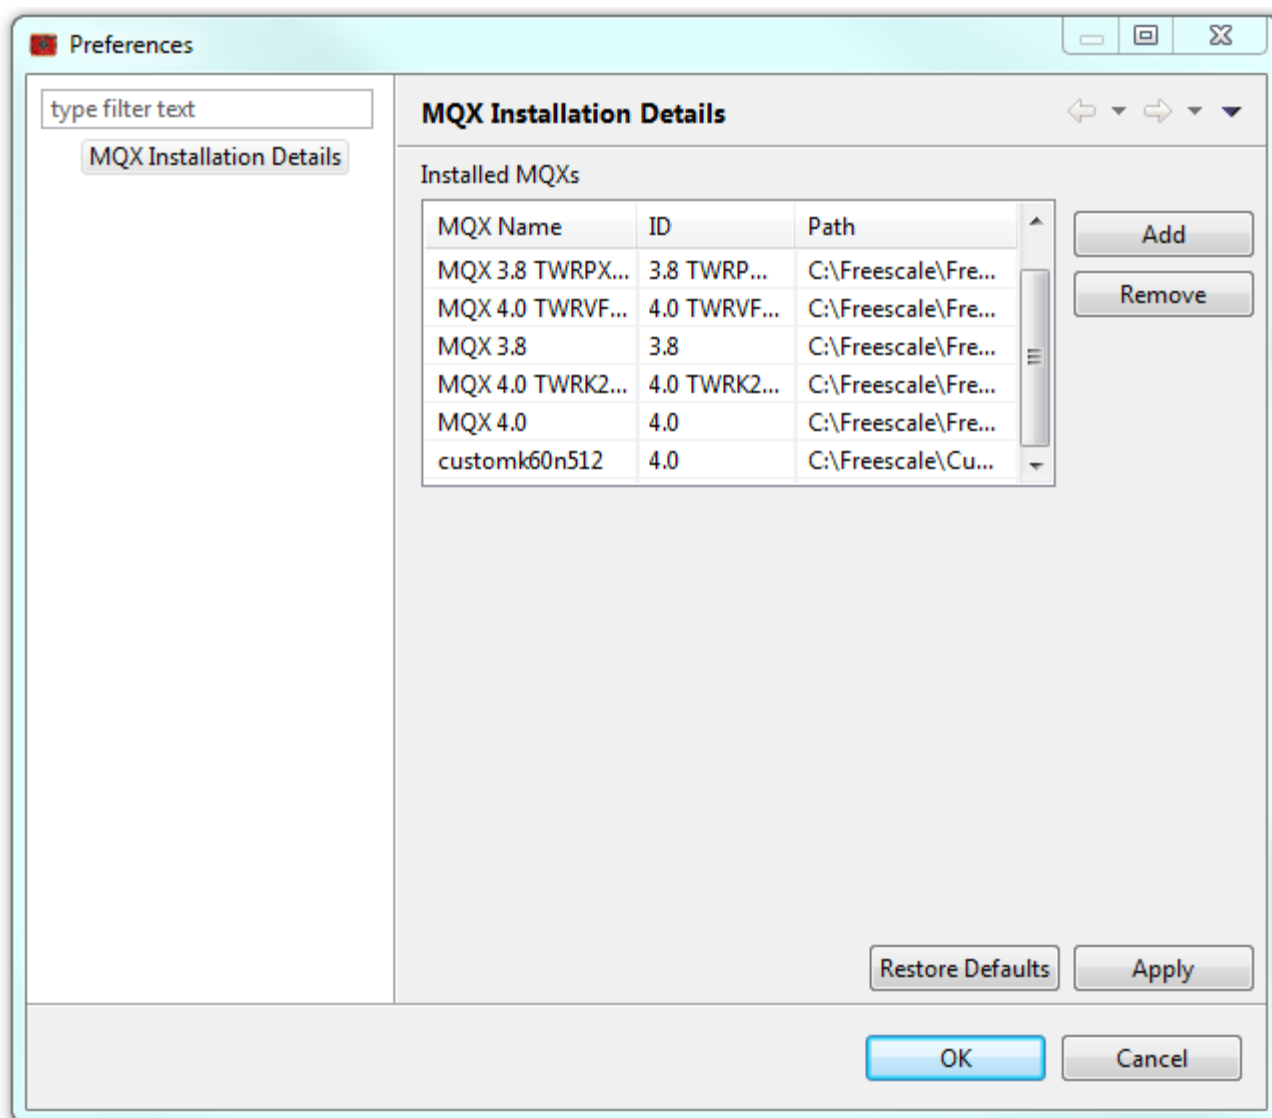 Preferences
type filter text
MQX Installation Details
MQX Installation Details
Installed MQXs
MQX Name ID Path
MQX 3.8 TWRPX... 3.8 TWRP... C:\Freescale\Fre...
MQX 4.0 TWRVF... 4.0 TWRVF... C:\Freescale\Fre...
MQX 3.8 3.8 C:\Freescale\Fre...
MQX 4.0 TWRK2... 4.0 TWRK2... C:\Freescale\Fre...
MQX 4.0 4.0 C:\Freescale\Fre...
customk60n512 4.0 C:\Freescale\Cu...
Add
Remove
Restore Defaults Apply
OK Cancel